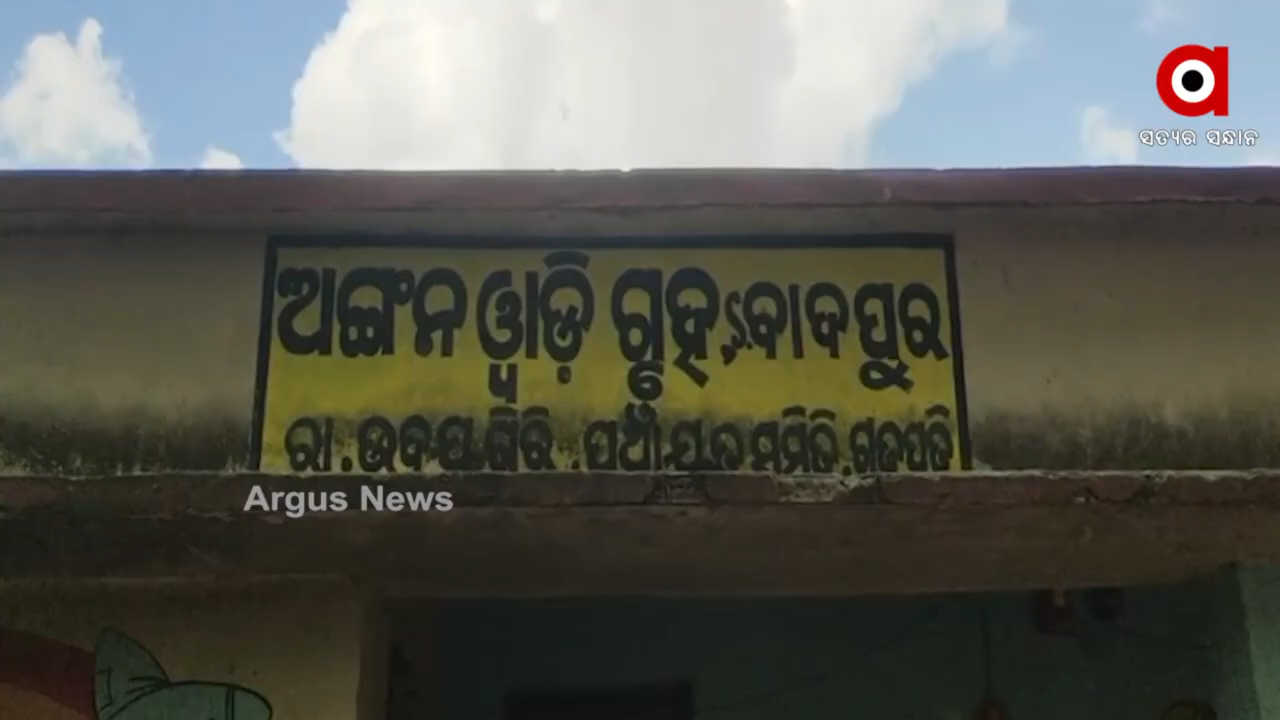 ସତ୍ୟର ସନ୍ଧାନ
ଅଙ୍ଗନୱାଡ଼ି ଗୃହ,ବାଦପୁର
ରା.ଉଦୟଗିରି.ପଞ୍ଚାୟତ ସମିତି.ଗଜପତି
Argus News